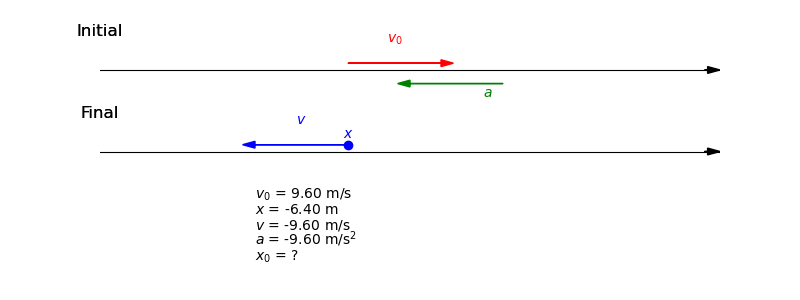 Initial
v₀
a
Final
v
x
v₀ = 9.60 m/s
x = -6.40 m
v = -9.60 m/s
a = -9.60 m/s²
x₀ = ?